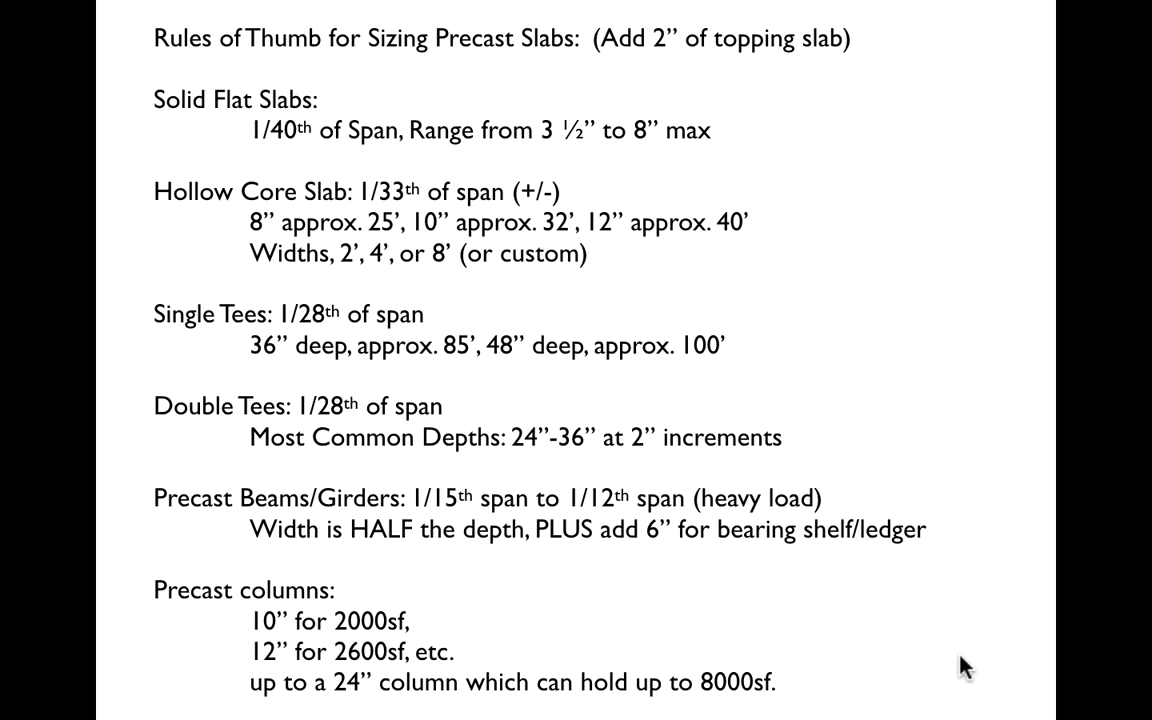 Rules of Thumb for Sizing Precast Slabs:  (Add 2” of topping slab)
Solid Flat Slabs:
1/40th of Span, Range from 3 ½” to 8” max
Hollow Core Slab: 1/33th of span (+/-)
8” approx. 25’, 10” approx. 32’, 12” approx. 40’
Widths, 2’, 4’, or 8’ (or custom)
Single Tees: 1/28th of span
36” deep, approx. 85’, 48” deep, approx. 100’
Double Tees: 1/28th of span
Most Common Depths: 24”-36” at 2” increments
Precast Beams/Girders: 1/15th span to 1/12th span (heavy load)
Width is HALF the depth, PLUS add 6” for bearing shelf/ledger
Precast columns:
10” for 2000sf,
12” for 2600sf, etc.
up to a 24” column which can hold up to 8000sf.